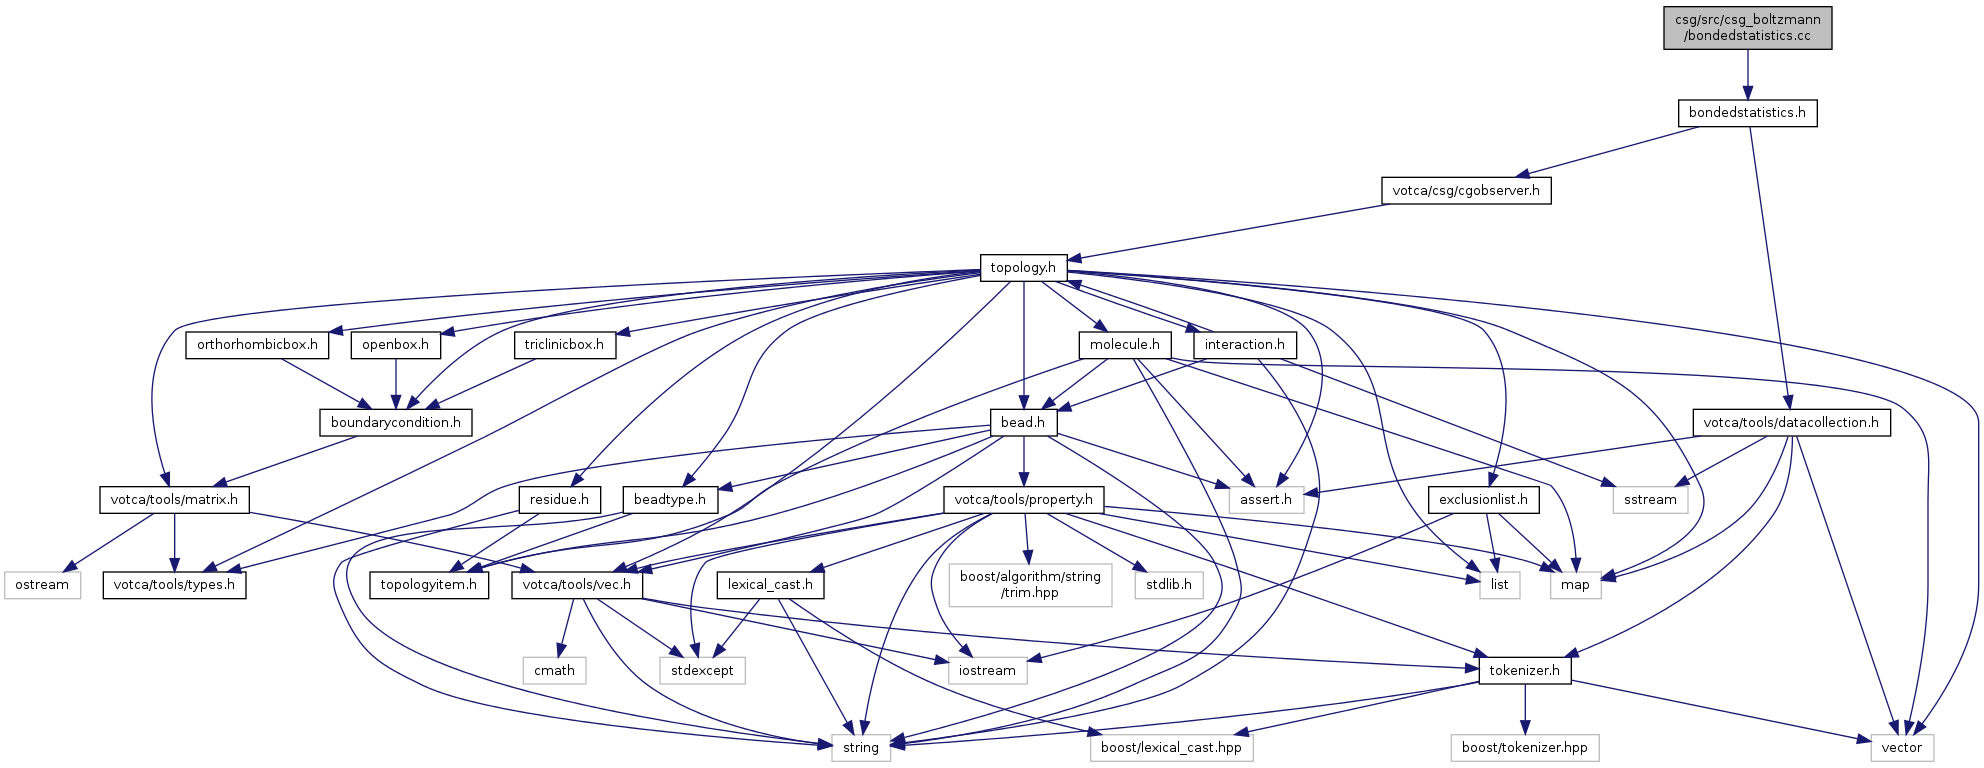 csg/src/csg_boltzmann
/bondedstatistics.cc
bondedstatistics.h
votca/csg/cgobserver.h
topology.h
orthorhombicbox.h
openbox.h
triclinicbox.h
molecule.h
interaction.h
boundarycondition.h
bead.h
votca/tools/datacollection.h
votca/tools/matrix.h
residue.h
beadtype.h
votca/tools/property.h
assert.h
exclusionlist.h
sstream
ostream
votca/tools/types.h
topologyitem.h
votca/tools/vec.h
lexical_cast.h
boost/algorithm/string
/trim.hpp
stdlib.h
list
map
cmath
stdexcept
iostream
tokenizer.h
string
boost/lexical_cast.hpp
boost/tokenizer.hpp
vector